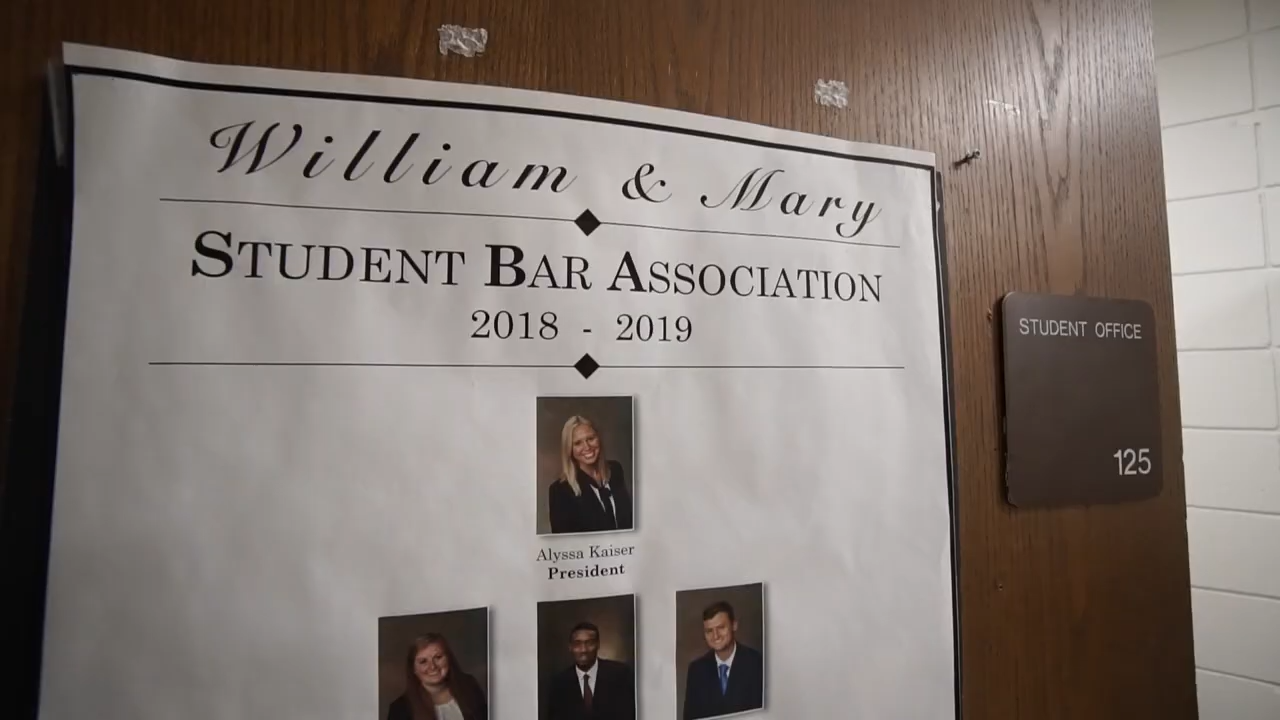 William & Mary
STUDENT BAR ASSOCIATION
2018 - 2019
Alyssa Kaiser
President
STUDENT OFFICE
125